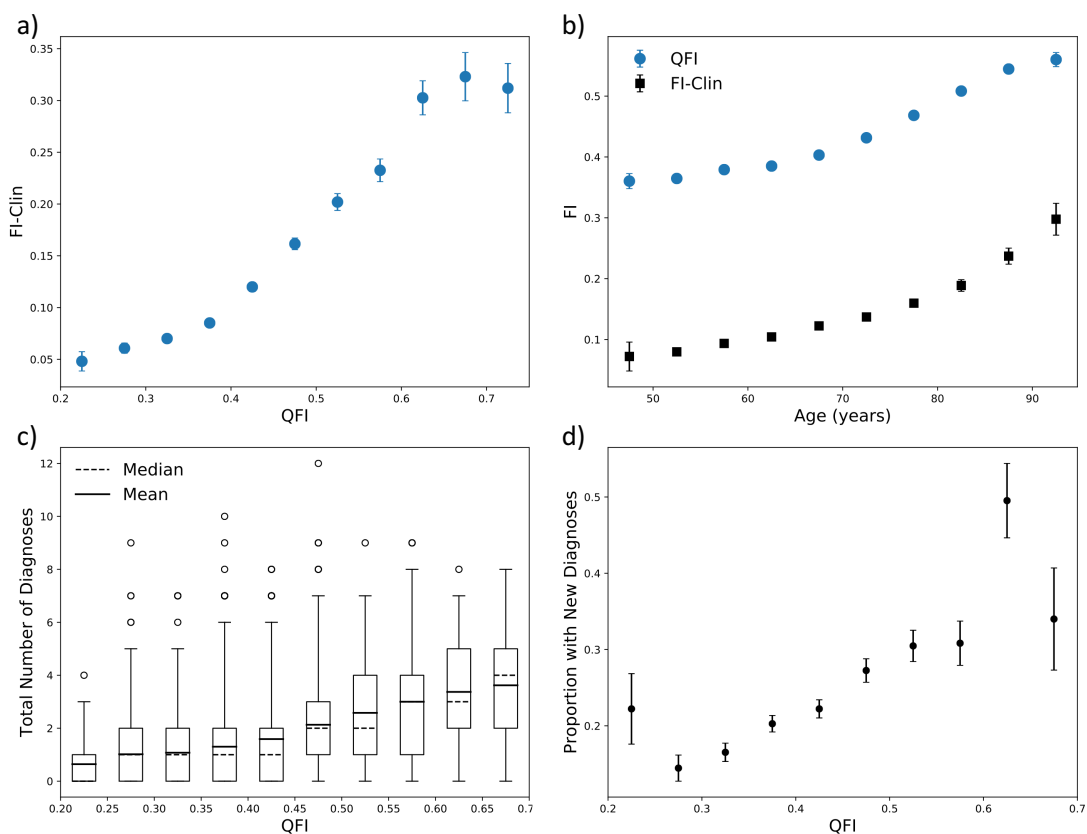 a)
0.35
0.30
0.25
0.20
0.15
0.10
0.05
FI-Clin
0.2 0.3 0.4 0.5 0.6 0.7
QFI
b)
QFI
FI-Clin
0.5
0.4
0.3
0.2
0.1
FI
50 60 70 80 90
Age (years)
c)
Median
Mean
12
10
8
6
4
2
0
Total Number of Diagnoses
0.20 0.25 0.30 0.35 0.40 0.45 0.50 0.55 0.60 0.65 0.7
QFI
d)
0.5
0.4
0.3
0.2
Proportion with New Diagnoses
0.2 0.3 0.4 0.5 0.6 0.7
QFI